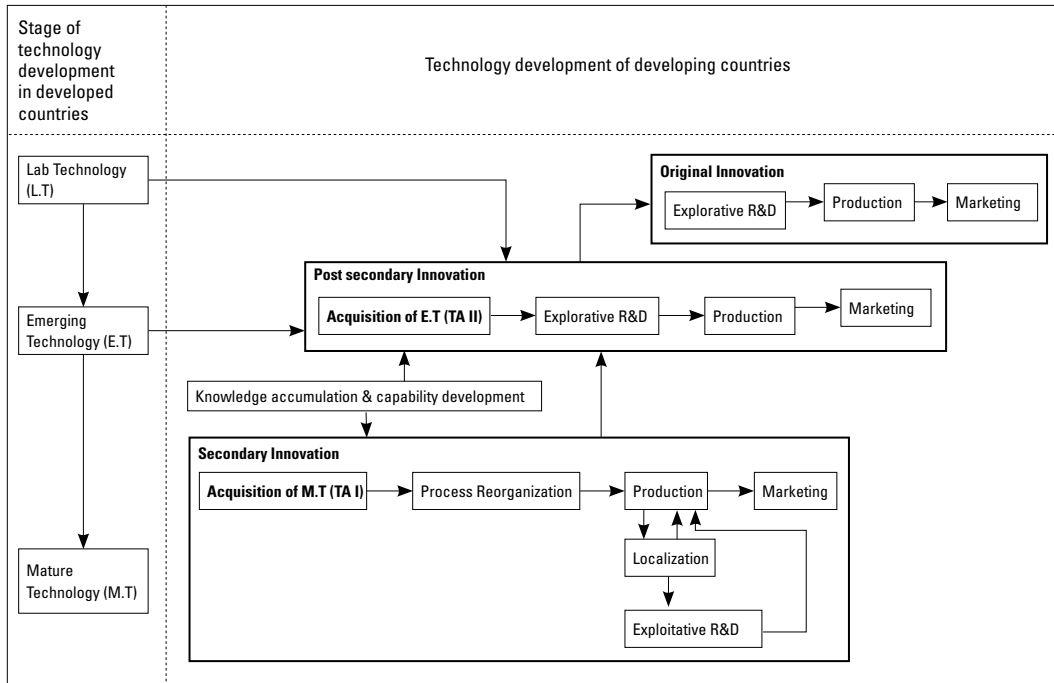 Stage of
technology
development
in developed
countries
Technology development of developing countries
Lab Technology
(L.T)
Original Innovation
Explorative R&D
Production
Marketing
Post secondary Innovation
Acquisition of E.T (TA II)
Explorative R&D
Production
Marketing
Emerging
Technology (E.T)
Knowledge accumulation & capability development
Secondary Innovation
Acquisition of M.T (TA I)
Process Reorganization
Production
Marketing
Localization
Exploitative R&D
Mature
Technology (M.T)